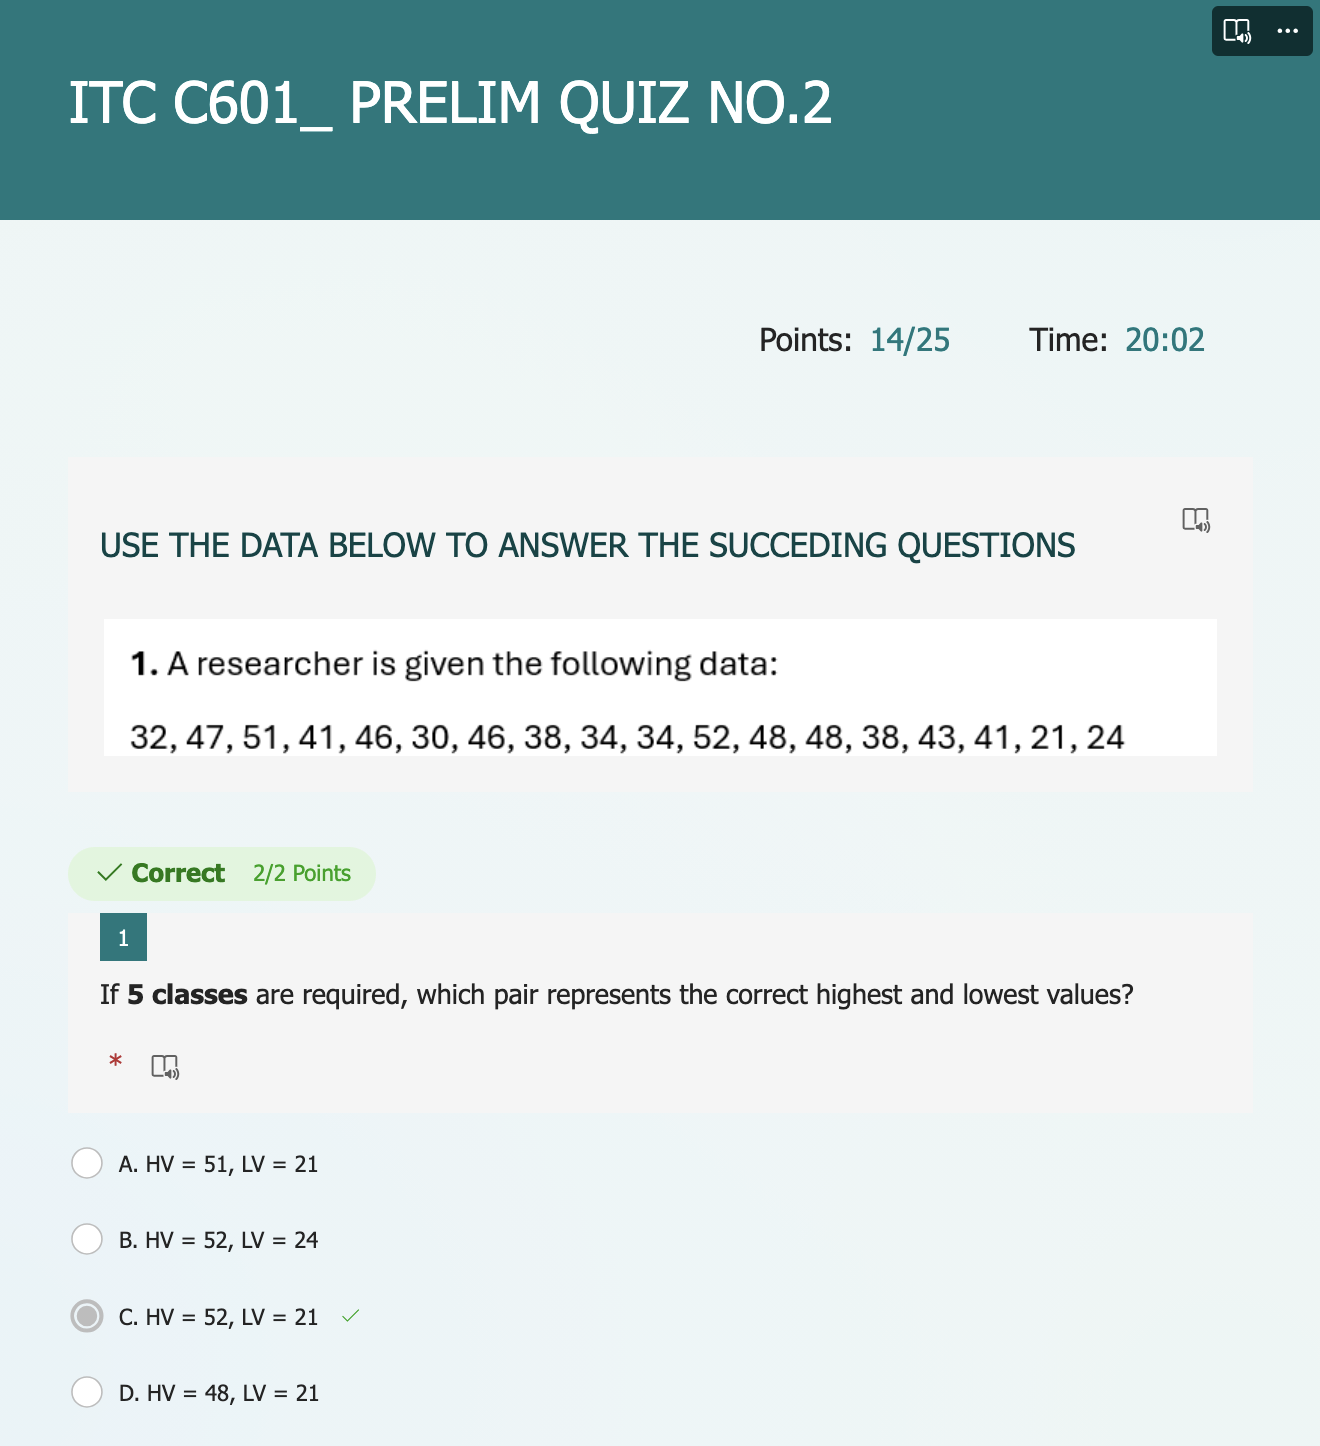 ITC C601_ PRELIM QUIZ NO.2
Points: 14/25 Time: 20:02
USE THE DATA BELOW TO ANSWER THE SUCCEDING QUESTIONS
1. A researcher is given the following data:
32, 47, 51, 41, 46, 30, 46, 38, 34, 34, 52, 48, 48, 38, 43, 41, 21, 24
Correct 2/2 Points
1
If 5 classes are required, which pair represents the correct highest and lowest values?
*
A. HV = 51, LV = 21
B. HV = 52, LV = 24
C. HV = 52, LV = 21
D. HV = 48, LV = 21